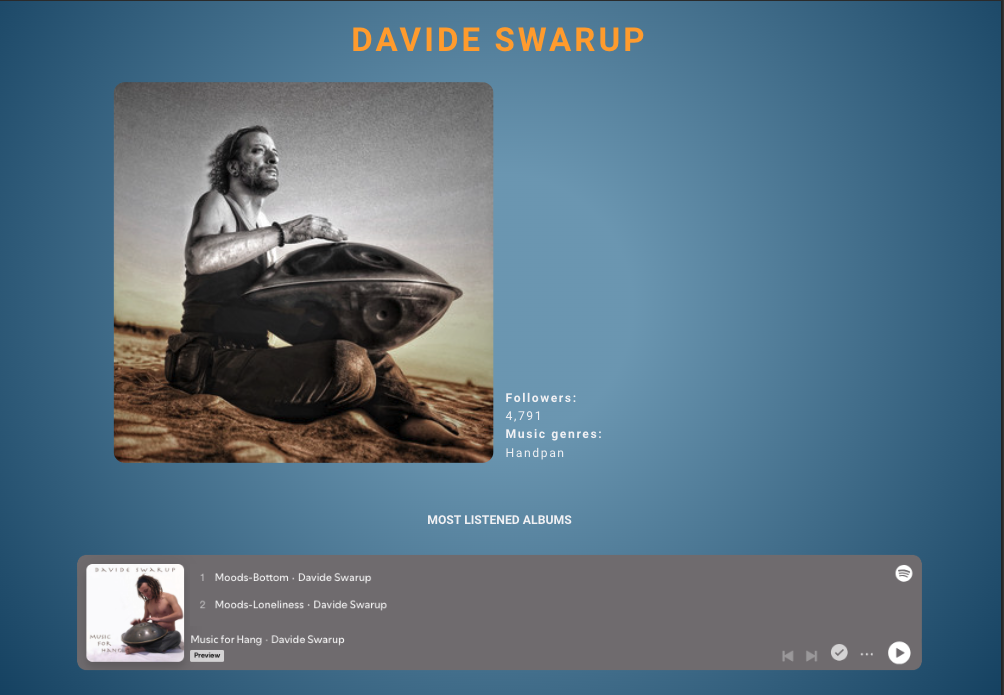 DAVIDE SWARUP
Followers:
4,791
Music genres:
Handpan
MOST LISTENED ALBUMS
DAVIDE SWARUP
MUSIC
FOR
HANG
1 Moods-Bottom · Davide Swarup
2 Moods-Loneliness · Davide Swarup
Music for Hang · Davide Swarup
Preview